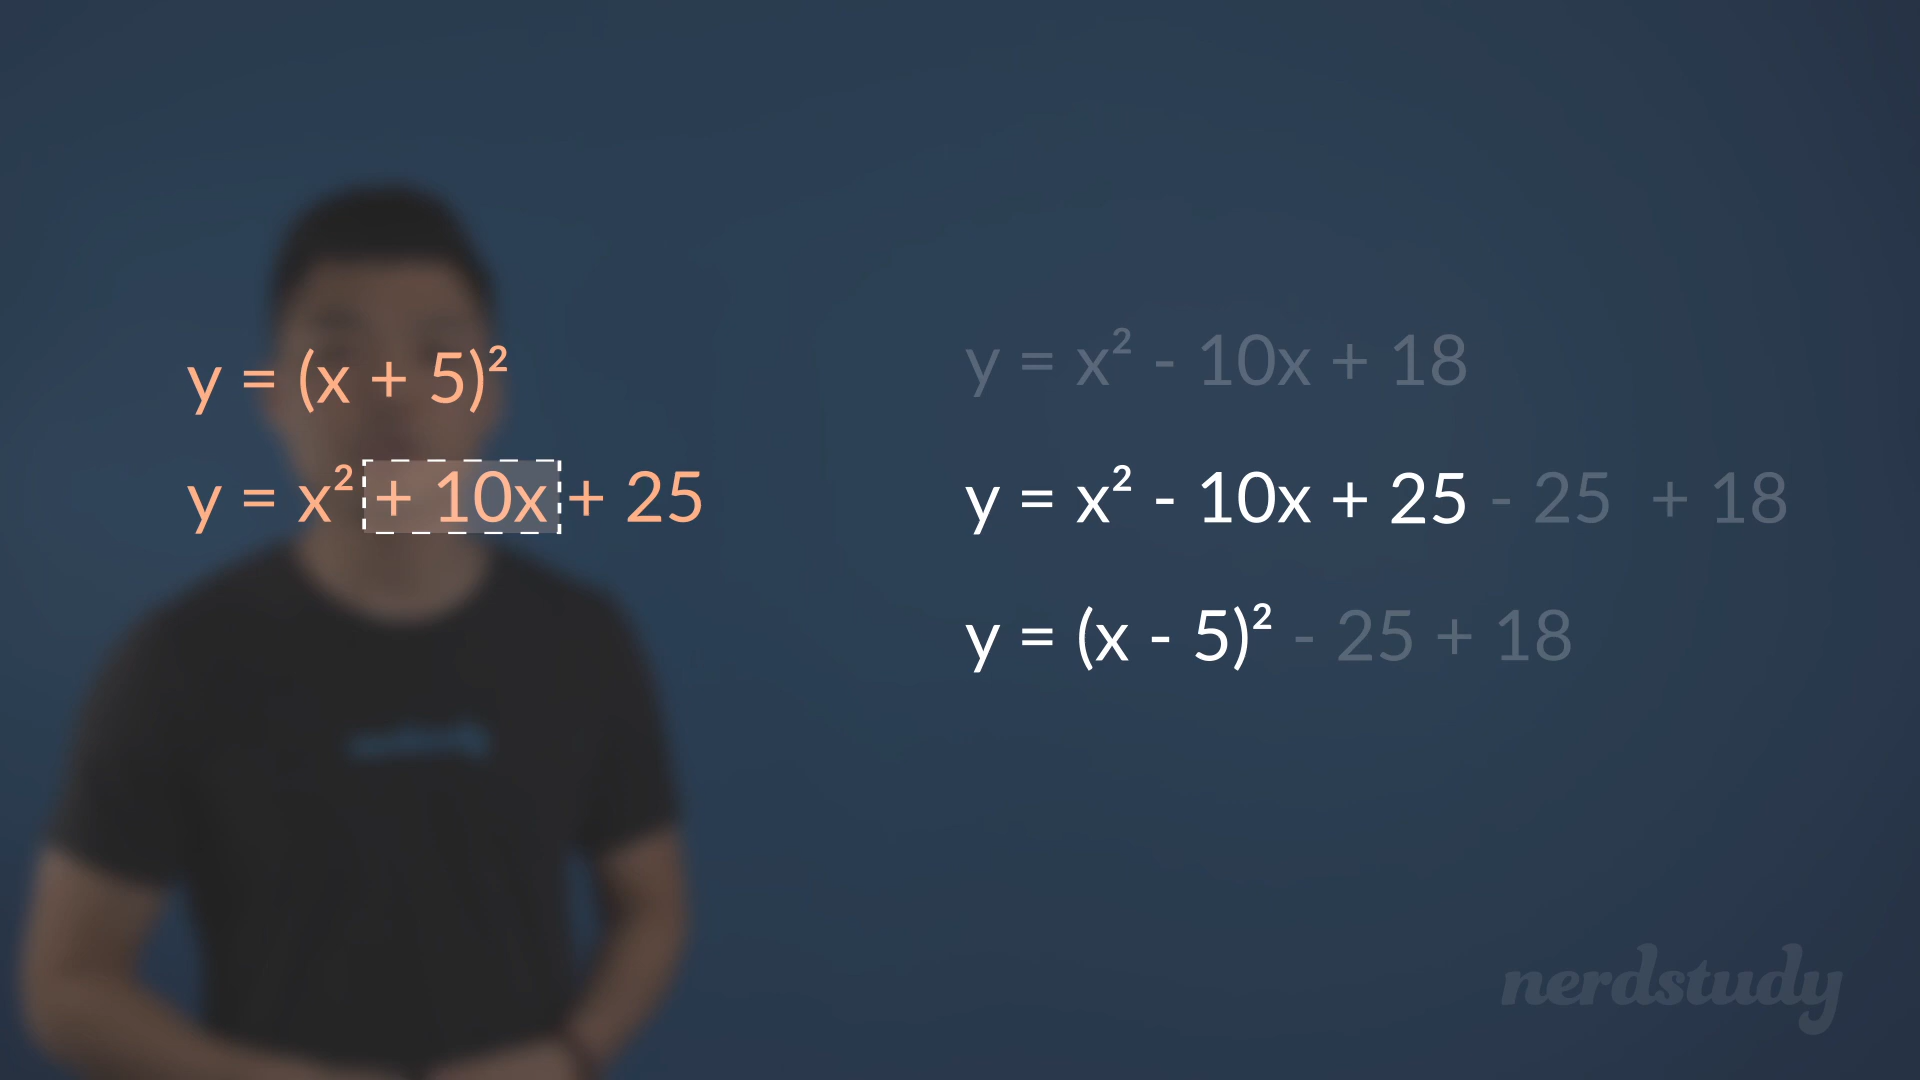 y = (x + 5)²
y = x² + 10x + 25
y = x² - 10x + 18
y = x² - 10x + 25 - 25 + 18
y = (x - 5)² - 25 + 18
nerdstudy